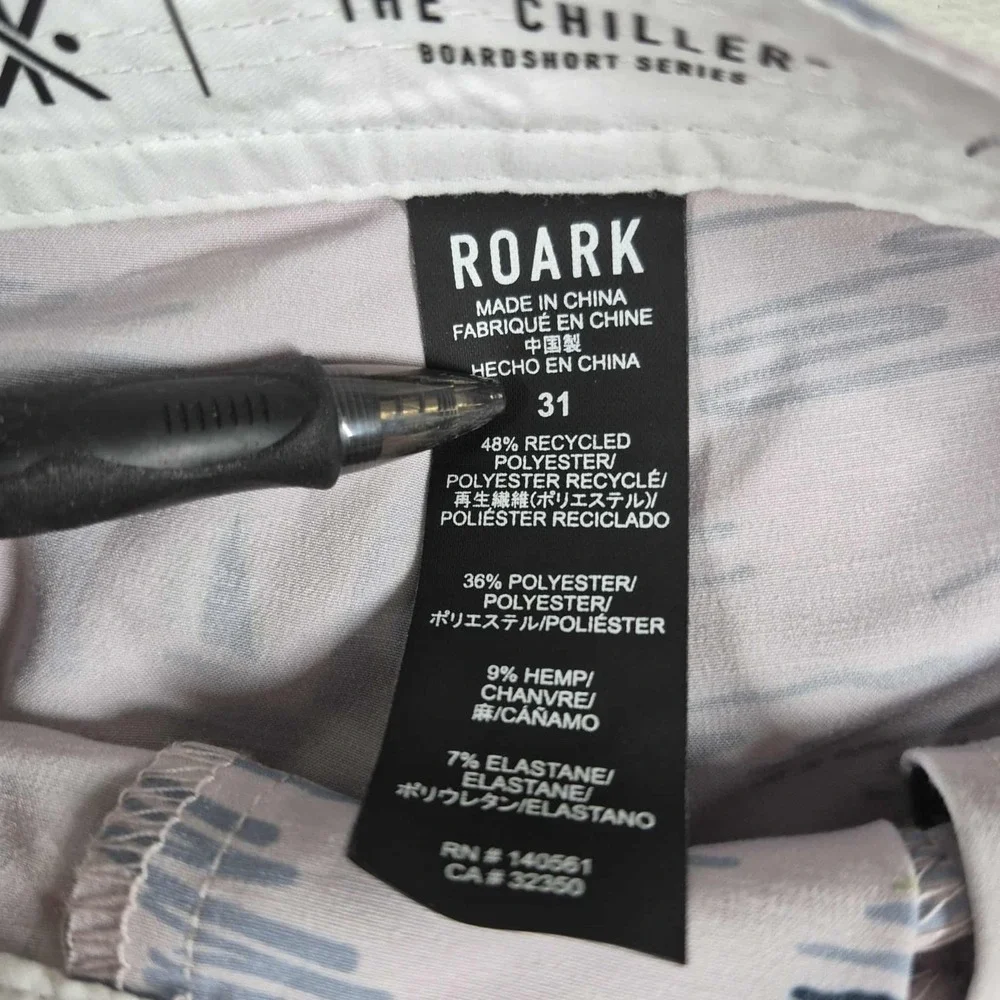 THE CHILLER™
BOARDSHORT SERIES
ROARK
MADE IN CHINA
FABRIQUÉ EN CHINE
中国製
HECHO EN CHINA
31
48% RECYCLED
POLYESTER/
POLYESTER RECYCLÉ/
再生繊維(ポリエステル)/
POLIÉSTER RECICLADO
36% POLYESTER/
POLYESTER/
ポリエステル/POLIÉSTER
9% HEMP/
CHANVRE/
麻/CÁÑAMO
7% ELASTANE/
ELASTANE/
ポリウレタン/ELASTANO
RN # 140561
CA # 32350